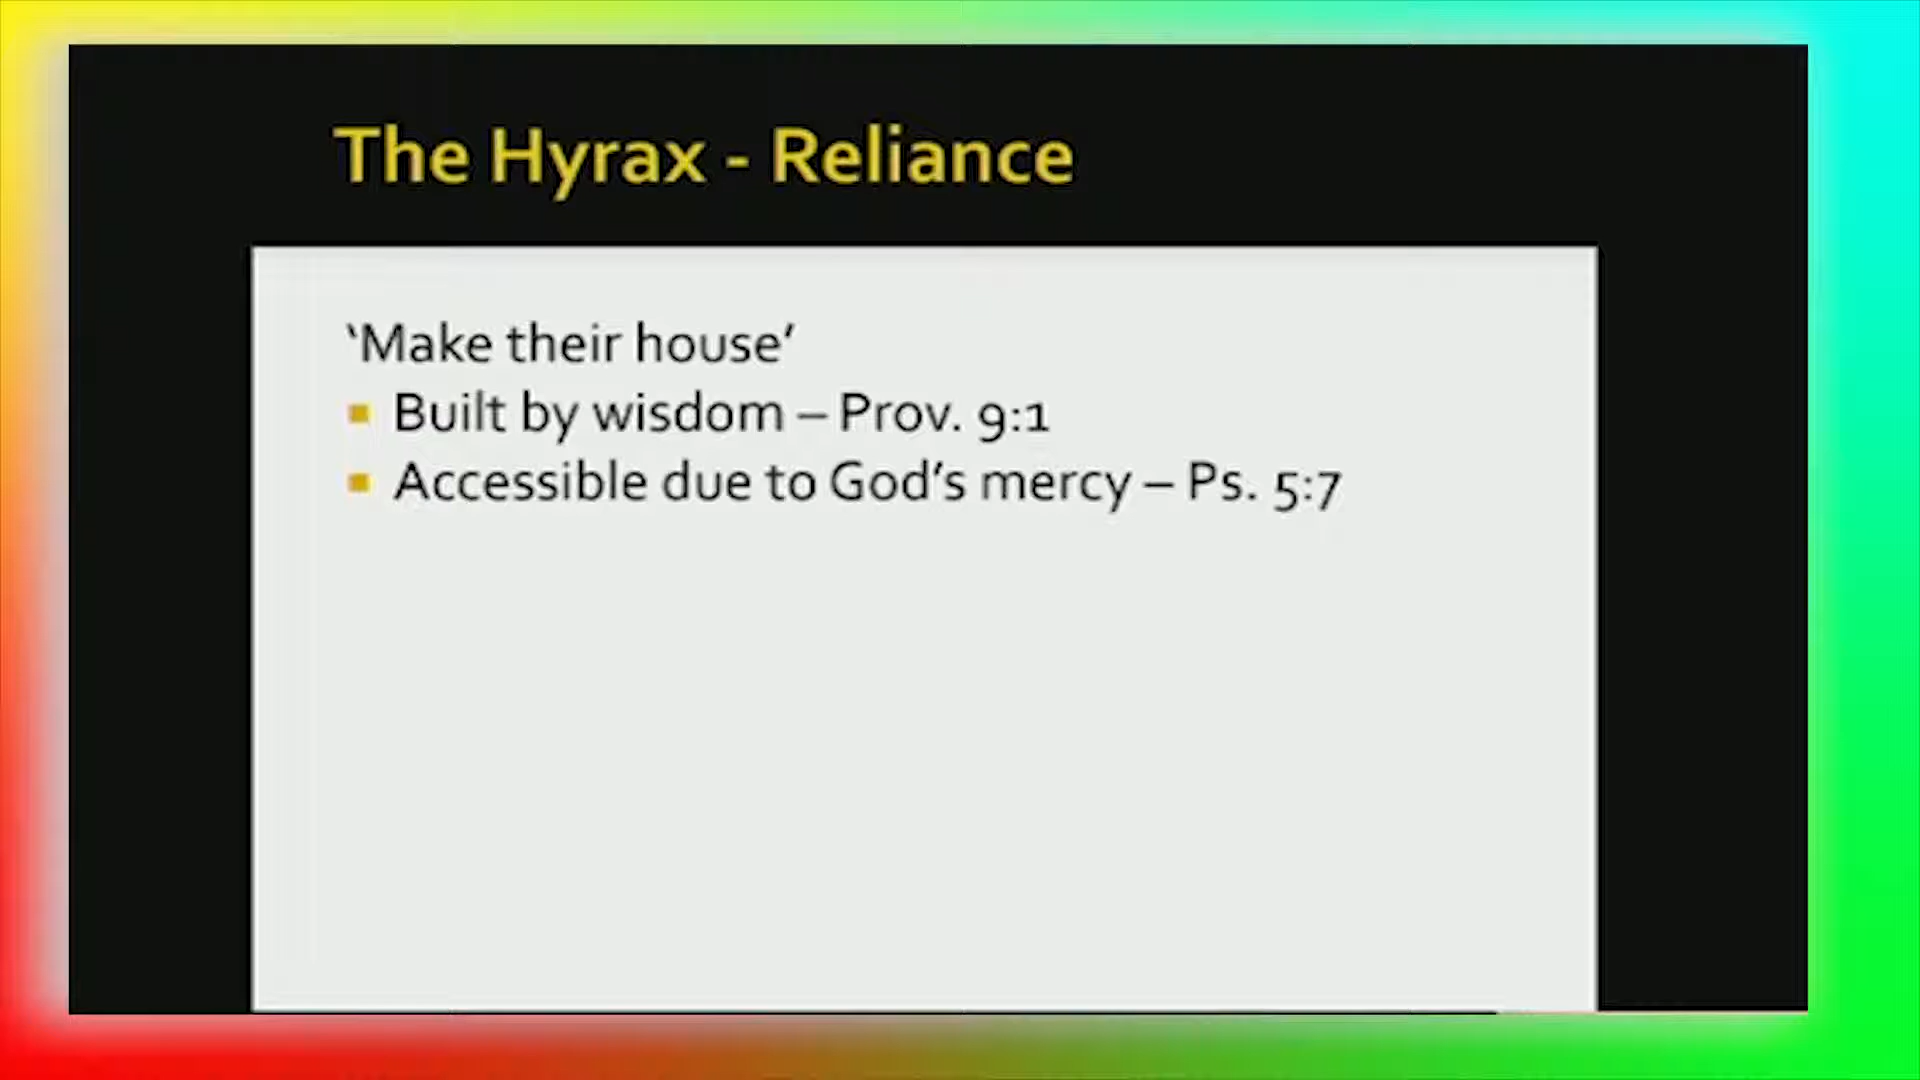 The Hyrax - Reliance
‘Make their house’
Built by wisdom – Prov. 9:1
Accessible due to God’s mercy – Ps. 5:7